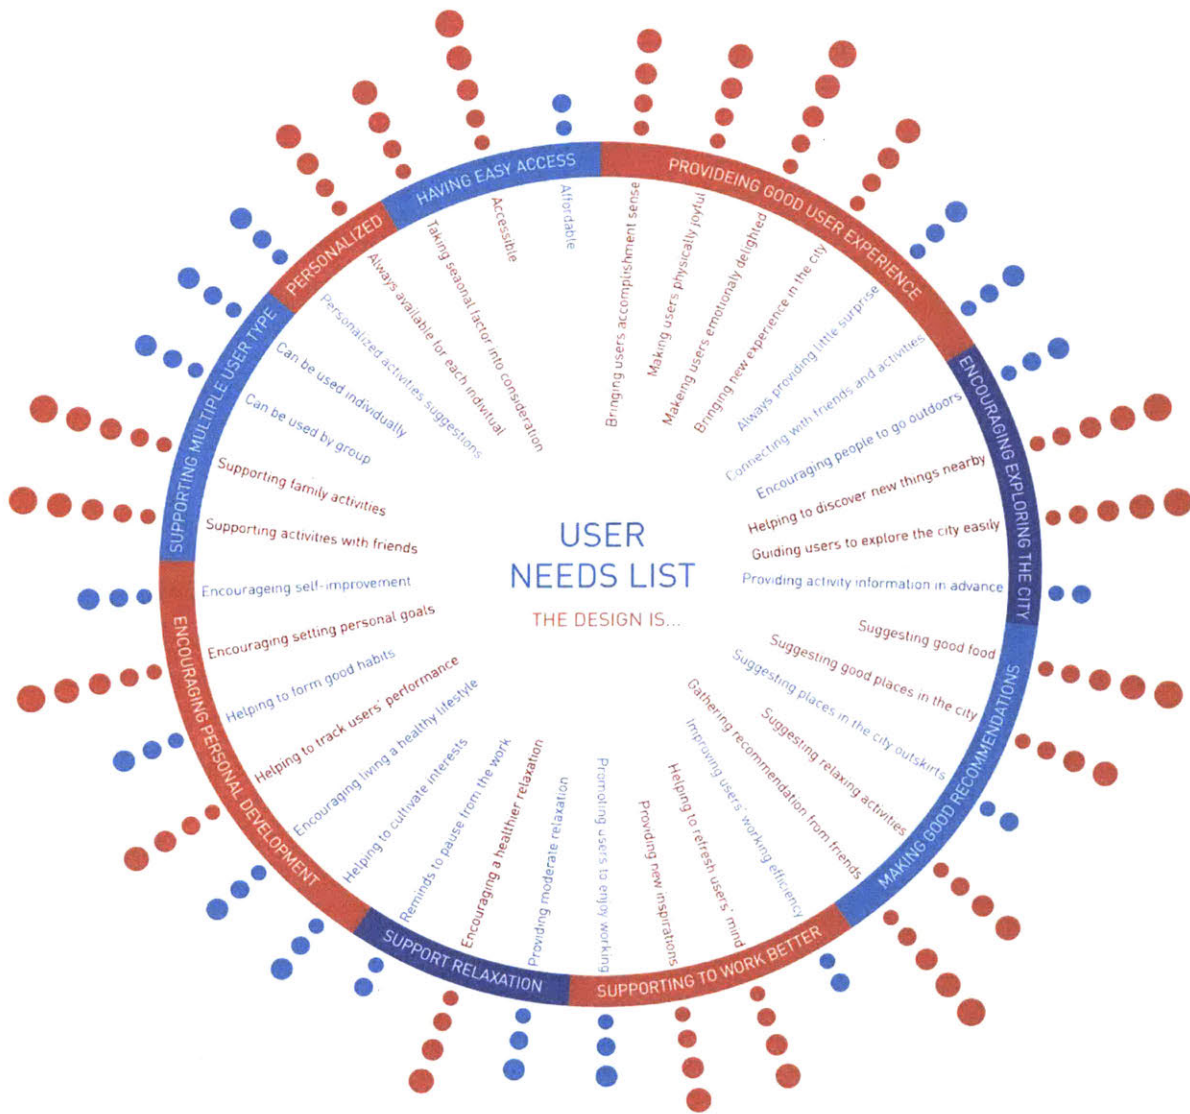 USER
NEEDS LIST
THE DESIGN IS...
PROVIDEING GOOD USER EXPERIENCE
Bringing users accomplishment sense
Making users physically joyful
Makeing users emotionaly delighted
Bringing new experience in the city
Always providing little surprise
Connecting with friends and activities
ENCOURAGING EXPLORING THE CITY
Encouraging people to go outdoors
Helping to discover new things nearby
Guiding users to explore the city easily
Providing activity information in advance
MAKING GOOD RECOMMENDATIONS
Suggesting good food
Suggesting good places in the city
Suggesting places in the city outskirts
Suggesting relaxing activities
Gathering recommendation from friends
SUPPORTING TO WORK BETTER
Improving users' working efficiency
Helping to refresh users' mind
Providing new inspirations
Promoting users to enjoy working
SUPPORT RELAXATION
Providing moderate relaxation
Encouraging a healthier relaxation
Reminds to pause from the work
ENCOURAGING PERSONAL DEVELOPMENT
Helping to cultivate interests
Encouraging living a healthy lifestyle
Helping to track users' performance
Helping to form good habits
Encouraging setting personal goals
Encourageing self-improvement
SUPPORTING MULTIPLE USER TYPE
Supporting activities with friends
Supporting family activities
Can be used by group
Can be used individually
PERSONALIZED
Personalized activities suggestions
Always available for each indivitual
HAVING EASY ACCESS
Taking seaonal factor into consideration
Accessible
Affordable